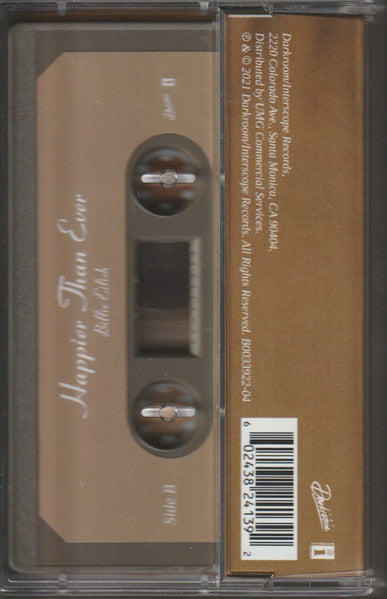 Happier Than Ever
Billie Eilish
Side B
Darkroom/Interscope Records,
2220 Colorado Ave., Santa Monica, CA 90404.
Distributed by UMG Commercial Services.
℗ & © 2021 Darkroom/Interscope Records. All Rights Reserved. B0033922-04
6 02438 24139 2
Darkroom